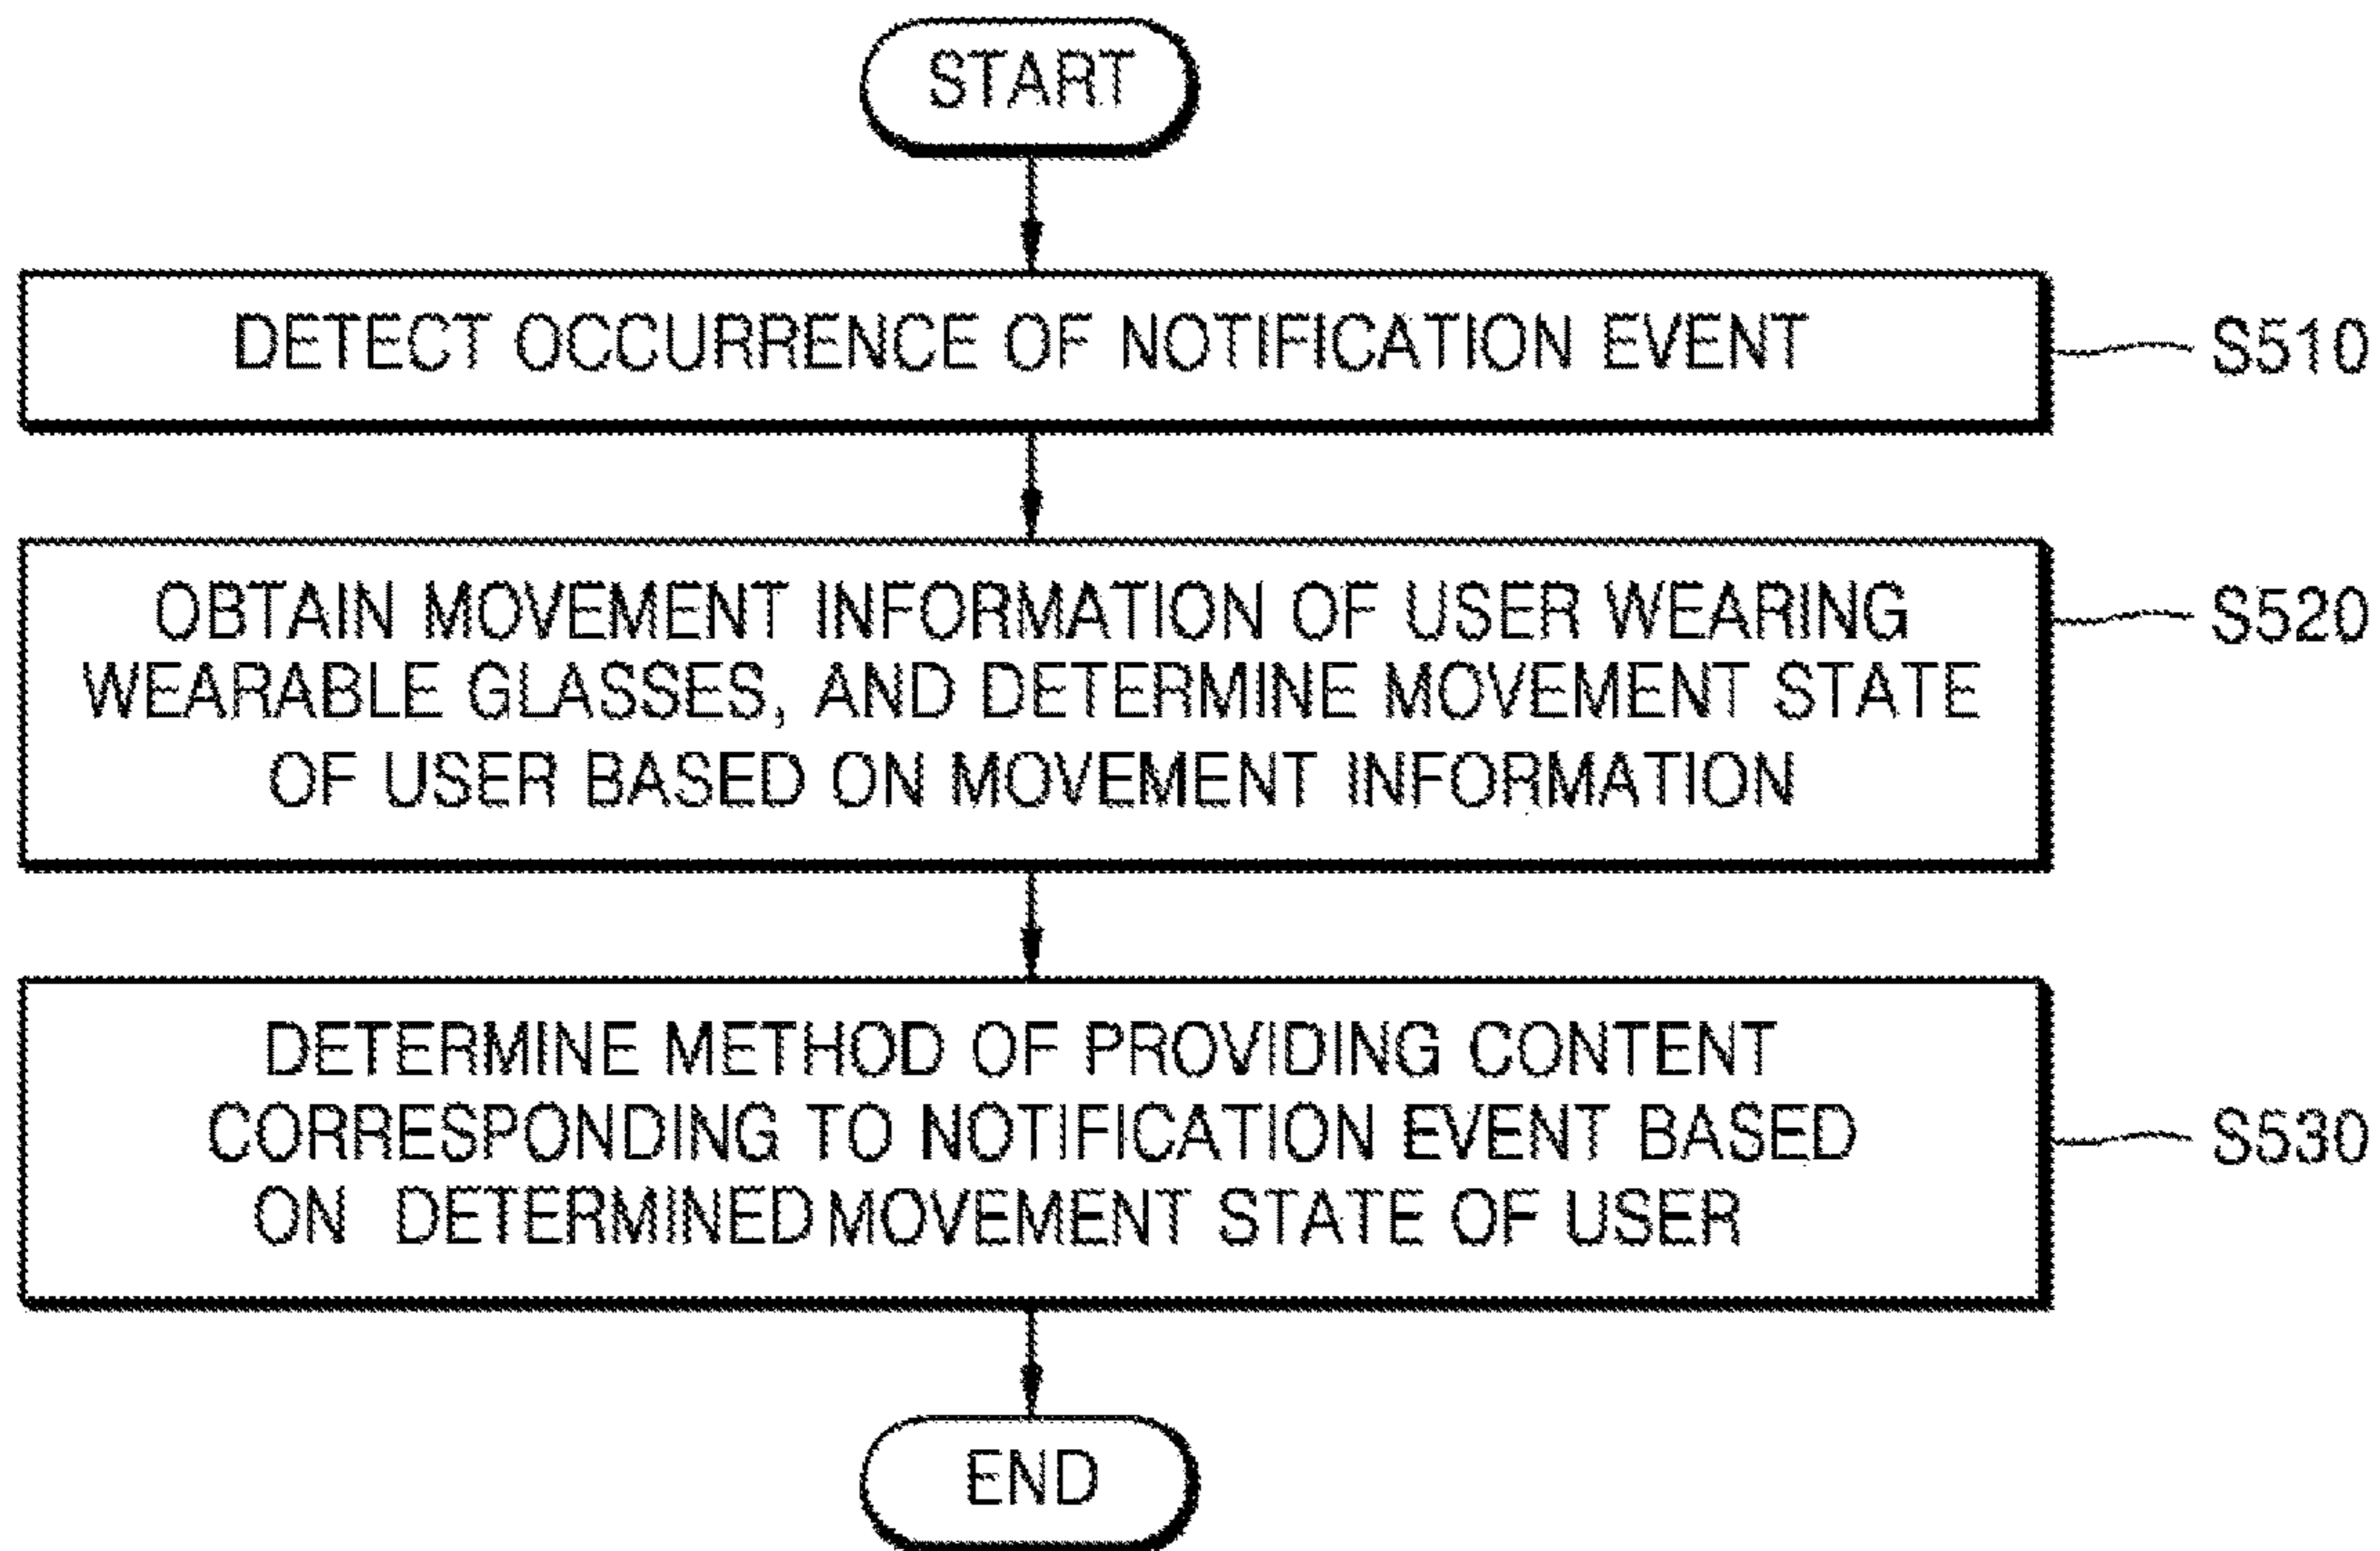 START
DETECT OCCURRENCE OF NOTIFICATION EVENT
S510
OBTAIN MOVEMENT INFORMATION OF USER WEARING
WEARABLE GLASSES, AND DETERMINE MOVEMENT STATE
OF USER BASED ON MOVEMENT INFORMATION
S520
DETERMINE METHOD OF PROVIDING CONTENT
CORRESPONDING TO NOTIFICATION EVENT BASED
ON DETERMINED MOVEMENT STATE OF USER
S530
END